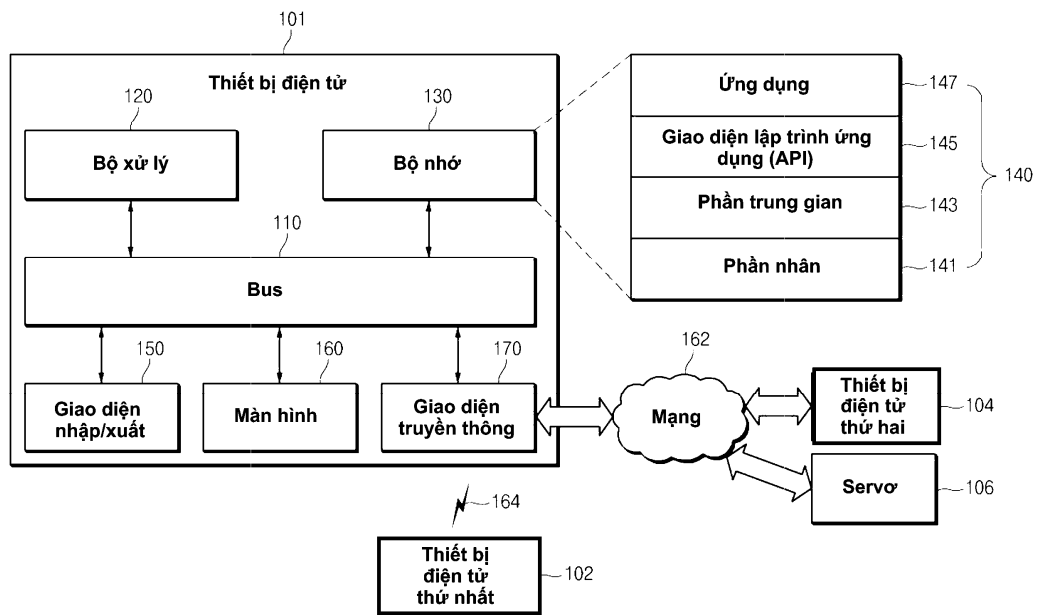 101
Thiết bị điện tử
120
130
Bộ xử lý
Bộ nhớ
110
Bus
150
160
170
Giao diện
nhập/xuất
Màn hình
Giao diện
truyền thông
Ứng dụng
147
Giao diện lập trình ứng
dụng (API)
145
Phần trung gian
143
Phần nhân
141
140
162
Mạng
Thiết bị
điện tử
thứ hai
104
Servơ
106
164
Thiết bị
điện tử
thứ nhất
102